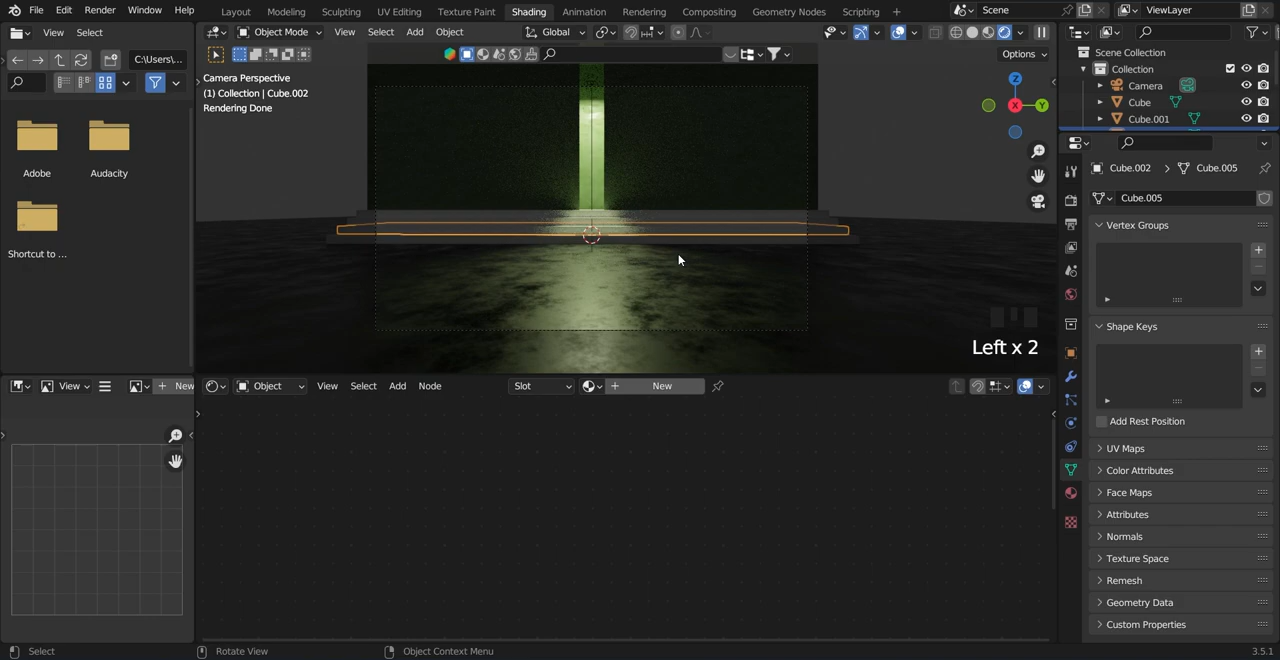 File Edit Render Window Help Layout Modeling Sculpting UV Editing Texture Paint Shading Animation Rendering Compositing Geometry Nodes Scripting + Scene ViewLayer
View Select Object Mode View Select Add Object Global
C:\Users\... Options
Camera Perspective
(1) Collection | Cube.002
Rendering Done
Z
X
Y
Adobe Audacity
Shortcut to ...
Left x 2
Scene Collection
Collection
Camera
Cube
Cube.001
Cube.002 Cube.005
Cube.005
Vertex Groups
Shape Keys
Add Rest Position
UV Maps
Color Attributes
Face Maps
Attributes
Normals
Texture Space
Remesh
Geometry Data
Custom Properties
View New Object View Select Add Node Slot New
Select Rotate View Object Context Menu 3.5.1